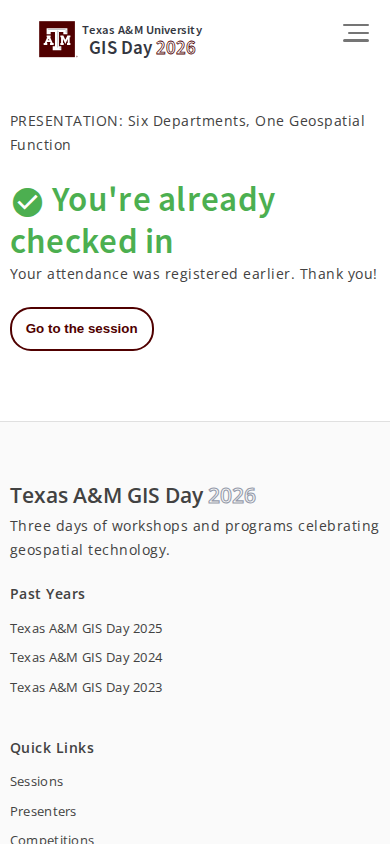 Texas A&M University
GIS Day 2026
PRESENTATION: Six Departments, One Geospatial
Function
You're already
checked in
Your attendance was registered earlier. Thank you!
Go to the session
Texas A&M GIS Day 2026
Three days of workshops and programs celebrating
geospatial technology.
Past Years
Texas A&M GIS Day 2025
Texas A&M GIS Day 2024
Texas A&M GIS Day 2023
Quick Links
Sessions
Presenters
Competitions